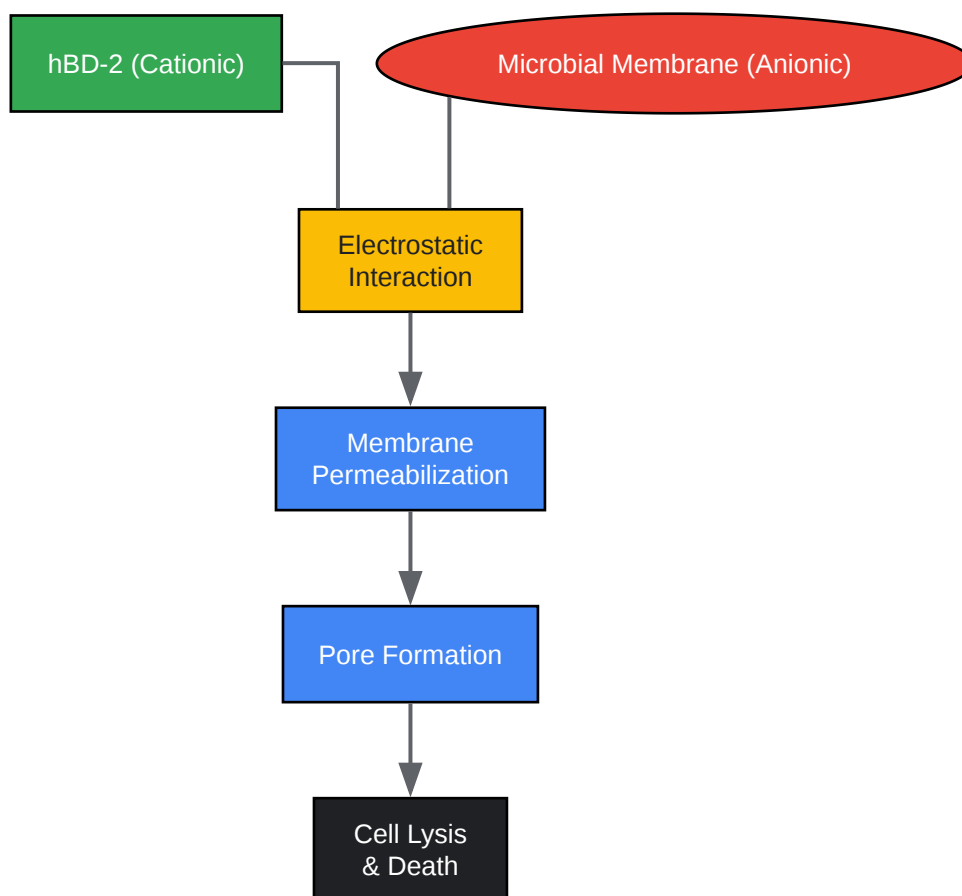 hBD-2 (Cationic)
Microbial Membrane (Anionic)
Electrostatic
Interaction
Membrane
Permeabilization
Pore Formation
Cell Lysis
& Death